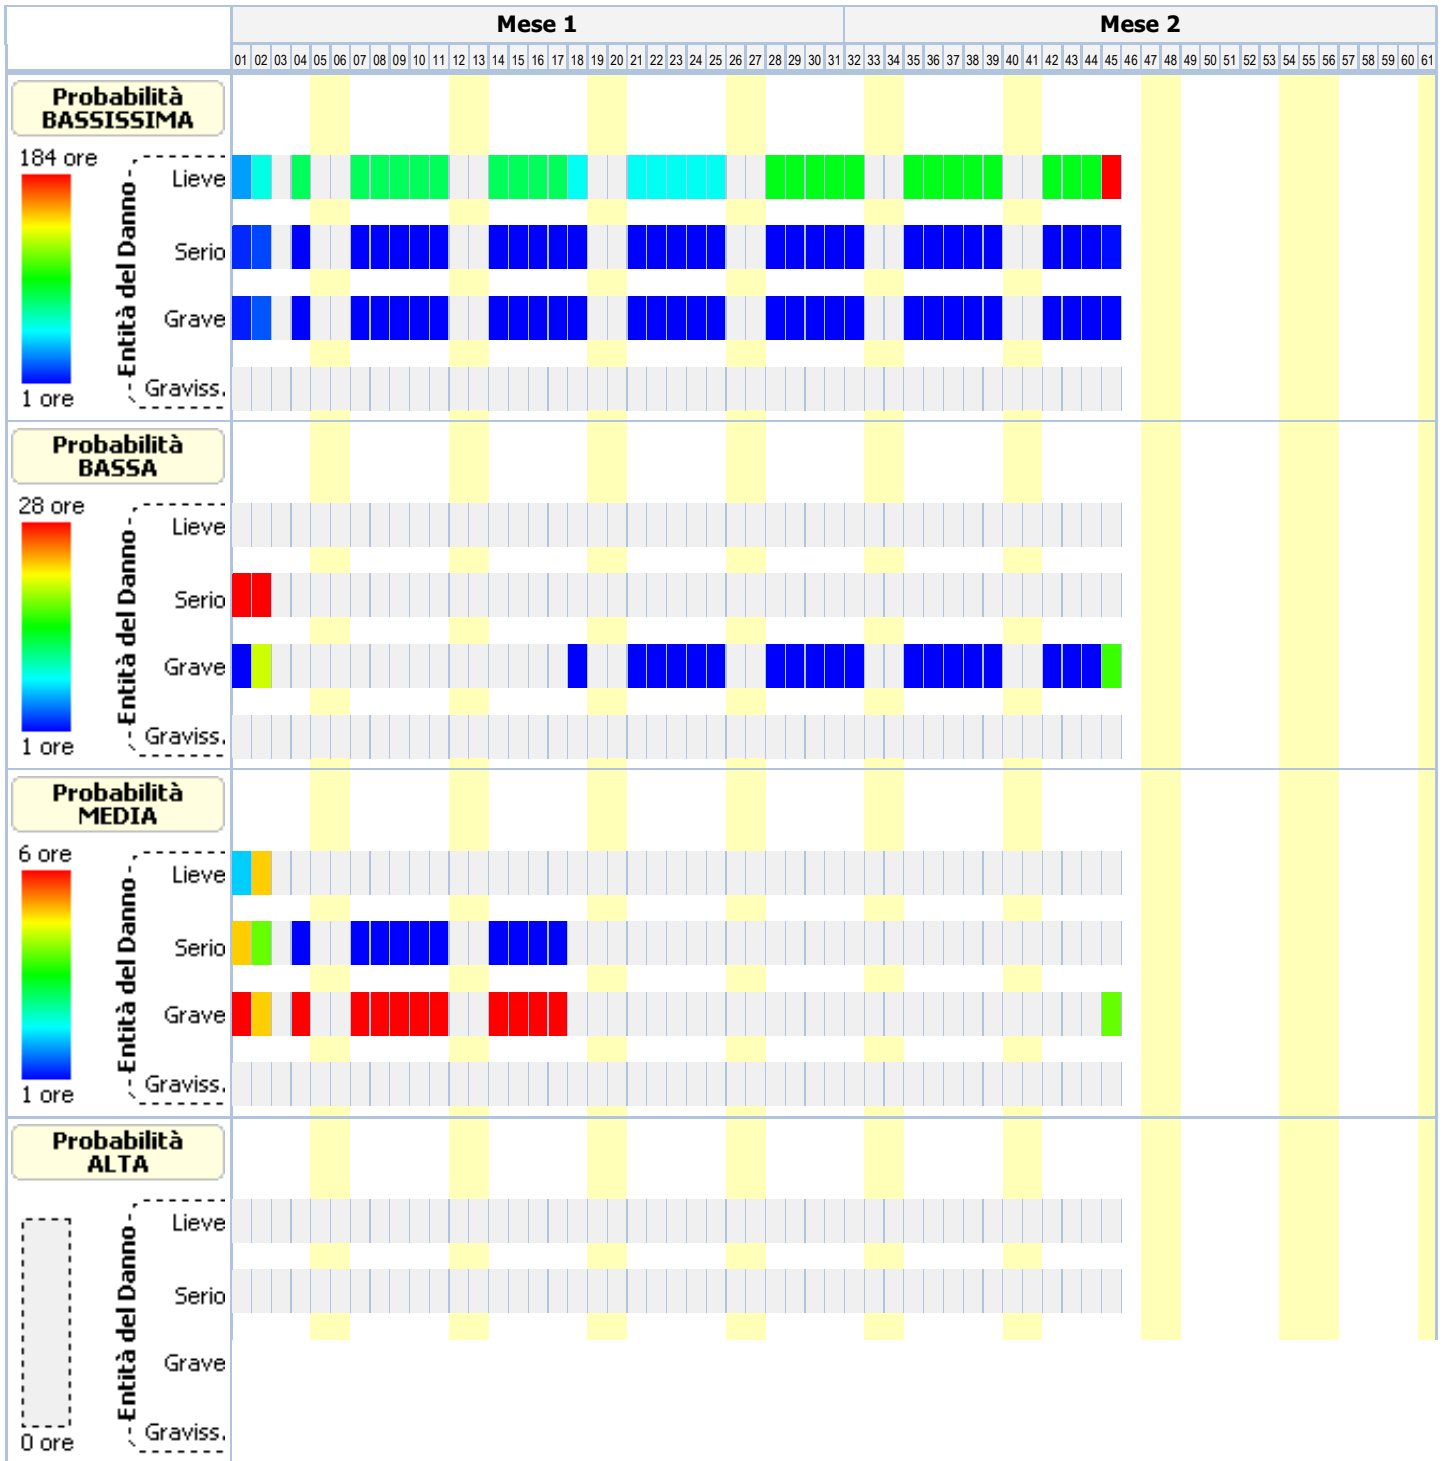 Mese 1 Mese 2
01 02 03 04 05 06 07 08 09 10 11 12 13 14 15 16 17 18 19 20 21 22 23 24 25 26 27 28 29 30 31 32 33 34 35 36 37 38 39 40 41 42 43 44 45 46 47 48 49 50 51 52 53 54 55 56 57 58 59 60 61
Probabilità
BASSISSIMA
184 ore
1 ore
Entità del Danno
Lieve
Serio
Grave
Graviss.
Probabilità
BASSA
28 ore
1 ore
Entità del Danno
Lieve
Serio
Grave
Graviss.
Probabilità
MEDIA
6 ore
1 ore
Entità del Danno
Lieve
Serio
Grave
Graviss.
Probabilità
ALTA
0 ore
Entità del Danno
Lieve
Serio
Grave
Graviss.